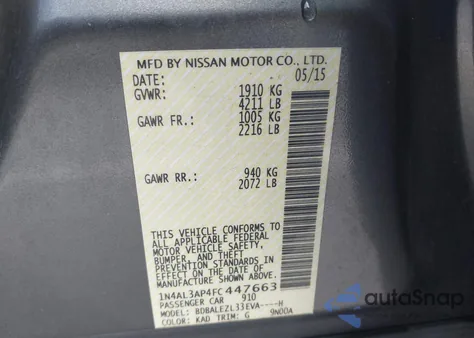 MFD BY NISSAN MOTOR CO., LTD.
DATE: 05/15
GVWR: 1910 KG
4211 LB
GAWR FR.: 1005 KG
2216 LB
GAWR RR.: 940 KG
2072 LB
THIS VEHICLE CONFORMS TO
ALL APPLICABLE FEDERAL
MOTOR VEHICLE SAFETY,
BUMPER, AND THEFT
PREVENTION STANDARDS IN
EFFECT ON THE DATE OF
MANUFACTURE SHOWN ABOVE.
1N4AL3AP4FC447663
PASSENGER CAR 910
MODEL: BDBALEZL33EVA----H
COLOR: KAD TRIM: G 9N00A
autoSnap